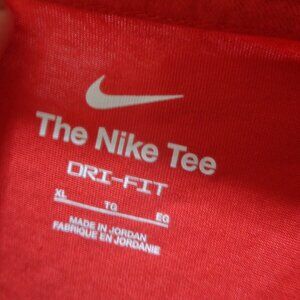 The Nike Tee
DRI-FIT
XL TG EG
MADE IN JORDAN
FABRIQUÉ EN JORDANIE